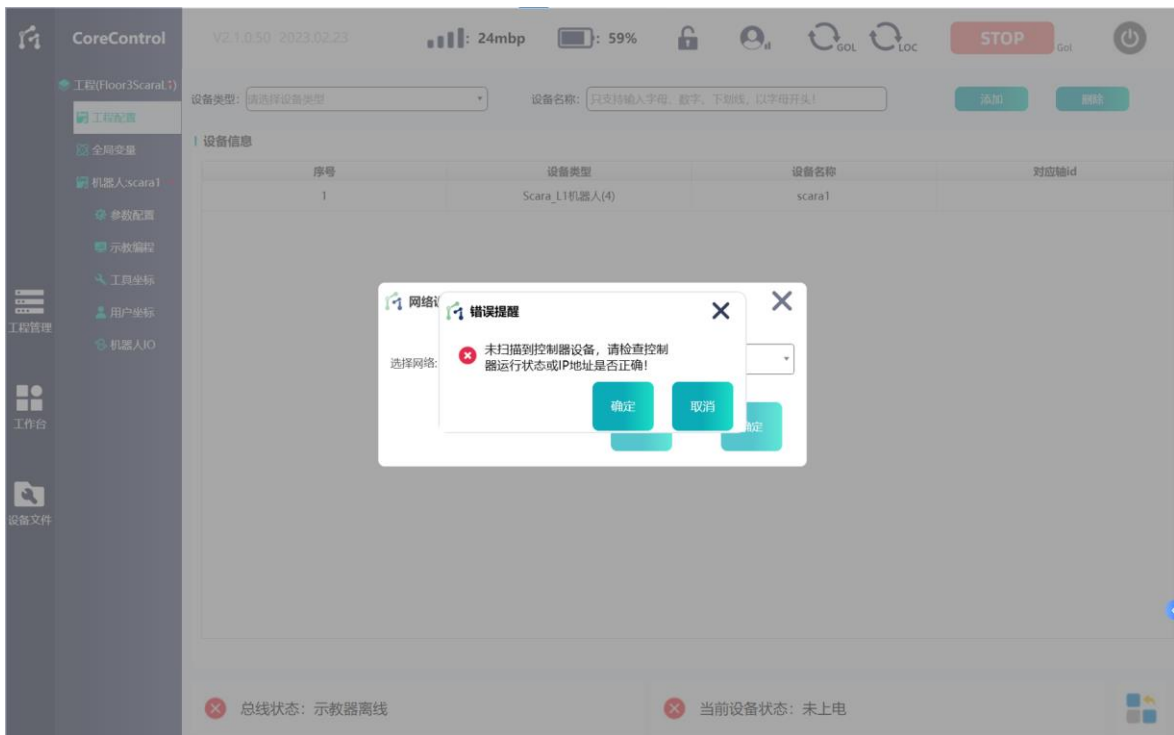 CoreControl
V2.1.0.50 2023.02.23
: 24mbp
: 59%
GOL
LOC
STOP
Gol
工程(Floor3ScaraL1)
工程配置
全局变量
机器人:scara1
参数配置
示教编程
工具坐标
用户坐标
机器人IO
工程管理
工作台
设备文件
设备类型:
请选择设备类型
设备名称:
只支持输入字母、数字、下划线, 以字母开头!
添加
删除
设备信息
序号 设备类型 设备名称 对应轴id
1 Scara_L1机器人(4) scara1
网络
选择网络:
错误提醒
未扫描到控制器设备，请检查控制
器运行状态或IP地址是否正确!
确定
取消
确定
总线状态：示教器离线
当前设备状态：未上电